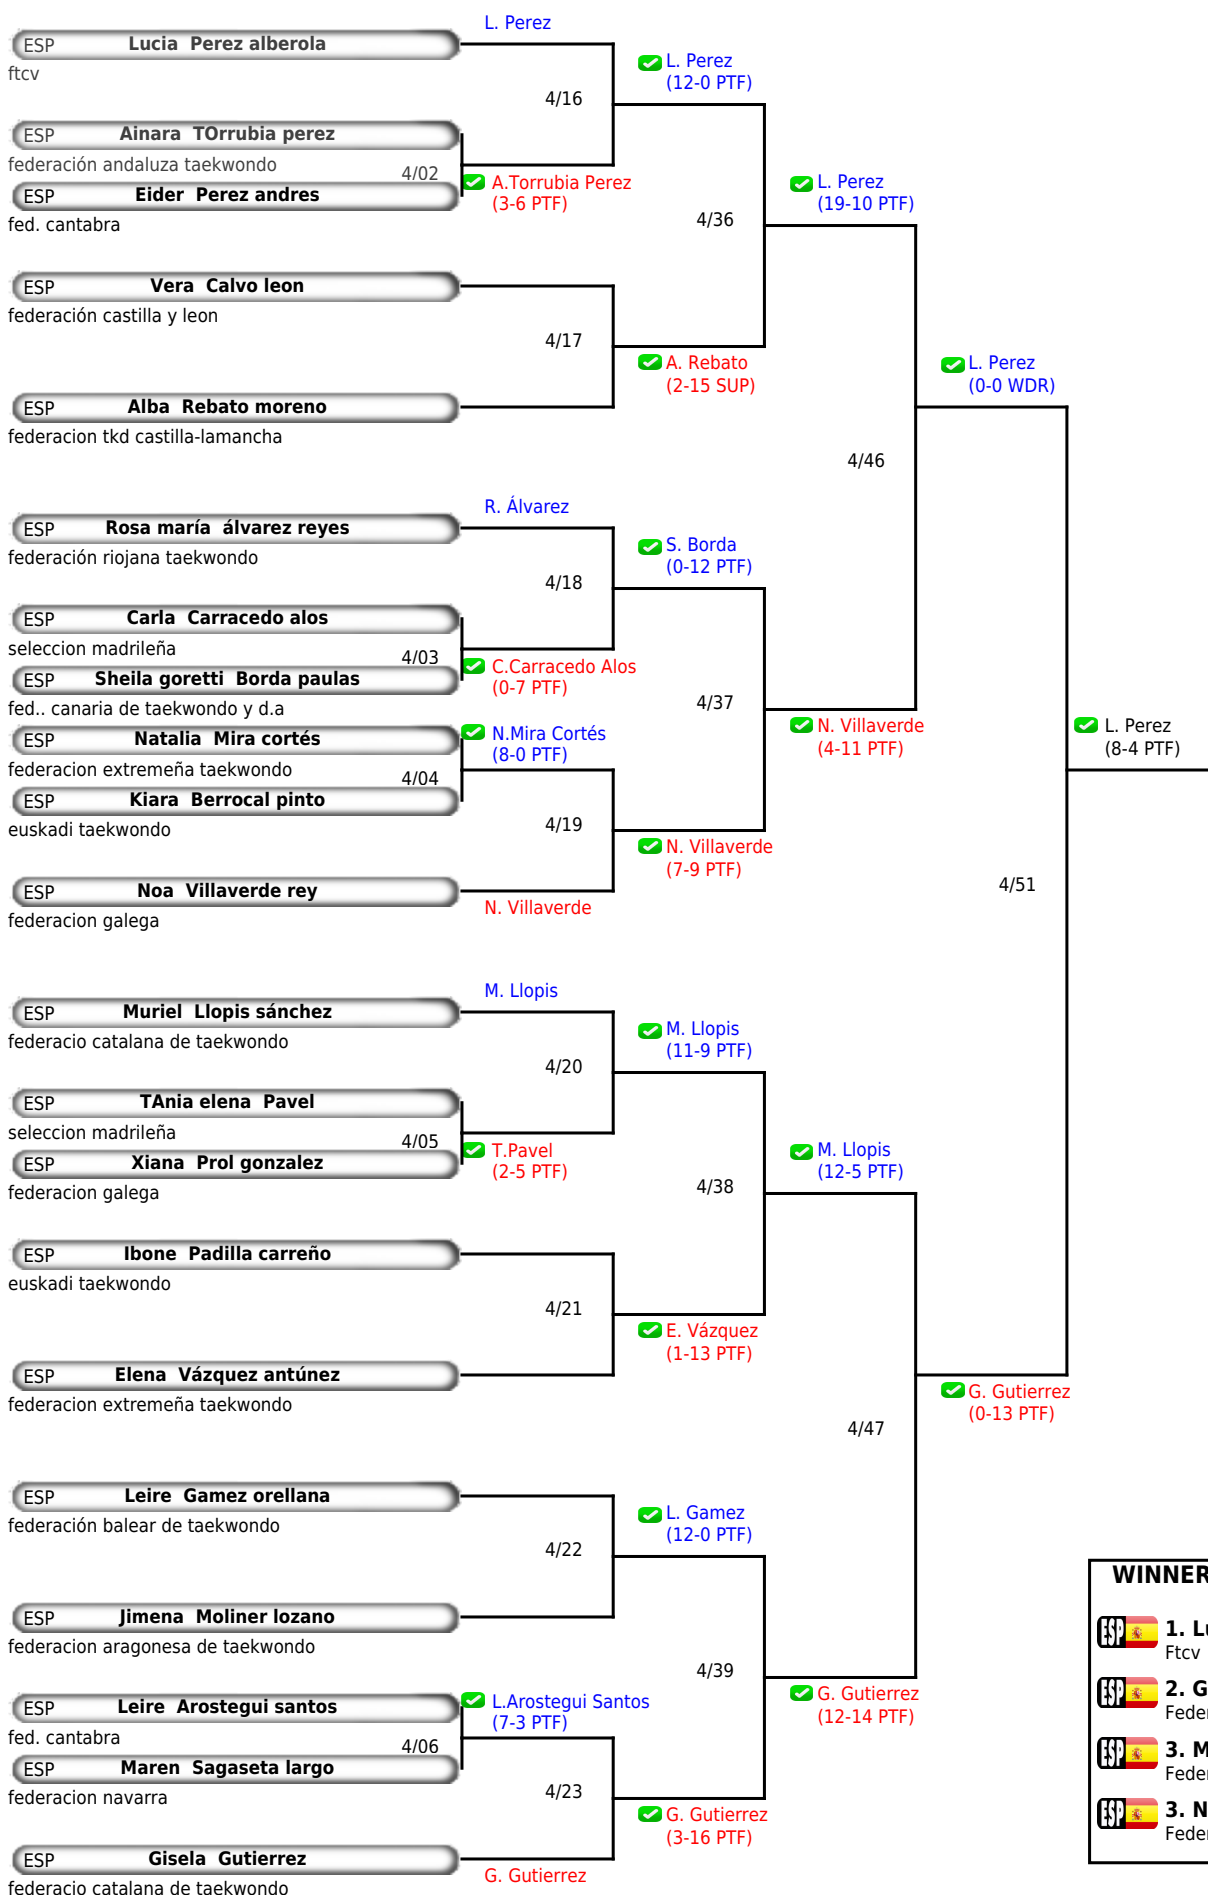 L. Perez
ESP Lucia Perez alberola
ftcv
L. Perez
(12-0 PTF)
4/16
ESP Ainara TOrrubia perez
federación andaluza taekwondo
4/02
A.Torrubia Perez
(3-6 PTF)
ESP Eider Perez andres
fed. cantabra
L. Perez
(19-10 PTF)
4/36
ESP Vera Calvo leon
federación castilla y leon
4/17
A. Rebato
(2-15 SUP)
L. Perez
(0-0 WDR)
ESP Alba Rebato moreno
federacion tkd castilla-lamancha
4/46
R. Álvarez
ESP Rosa maría álvarez reyes
federación riojana taekwondo
S. Borda
(0-12 PTF)
4/18
ESP Carla Carracedo alos
seleccion madrileña
4/03
C.Carracedo Alos
(0-7 PTF)
ESP Sheila goretti Borda paulas
fed.. canaria de taekwondo y d.a
4/37
N. Villaverde
(4-11 PTF)
L. Perez
(8-4 PTF)
ESP Natalia Mira cortés
N.Mira Cortés
(8-0 PTF)
federacion extremeña taekwondo
4/04
ESP Kiara Berrocal pinto
euskadi taekwondo
4/19
N. Villaverde
(7-9 PTF)
ESP Noa Villaverde rey
federacion galega
N. Villaverde
4/51
M. Llopis
ESP Muriel Llopis sánchez
federacio catalana de taekwondo
M. Llopis
(11-9 PTF)
4/20
ESP TAnia elena Pavel
seleccion madrileña
4/05
T.Pavel
(2-5 PTF)
ESP Xiana Prol gonzalez
federacion galega
M. Llopis
(12-5 PTF)
4/38
ESP Ibone Padilla carreño
euskadi taekwondo
4/21
E. Vázquez
(1-13 PTF)
ESP Elena Vázquez antúnez
federacion extremeña taekwondo
G. Gutierrez
(0-13 PTF)
4/47
ESP Leire Gamez orellana
federación balear de taekwondo
L. Gamez
(12-0 PTF)
4/22
ESP Jimena Moliner lozano
federacion aragonesa de taekwondo
4/39
G. Gutierrez
(12-14 PTF)
ESP Leire Arostegui santos
fed. cantabra
L.Arostegui Santos
(7-3 PTF)
4/06
ESP Maren Sagaseta largo
federacion navarra
4/23
G. Gutierrez
(3-16 PTF)
ESP Gisela Gutierrez
federacio catalana de taekwondo
G. Gutierrez
WINNER
ESP 1. Lu
Ftcv
ESP 2. G
Feder
ESP 3. M
Feder
ESP 3. N
Feder